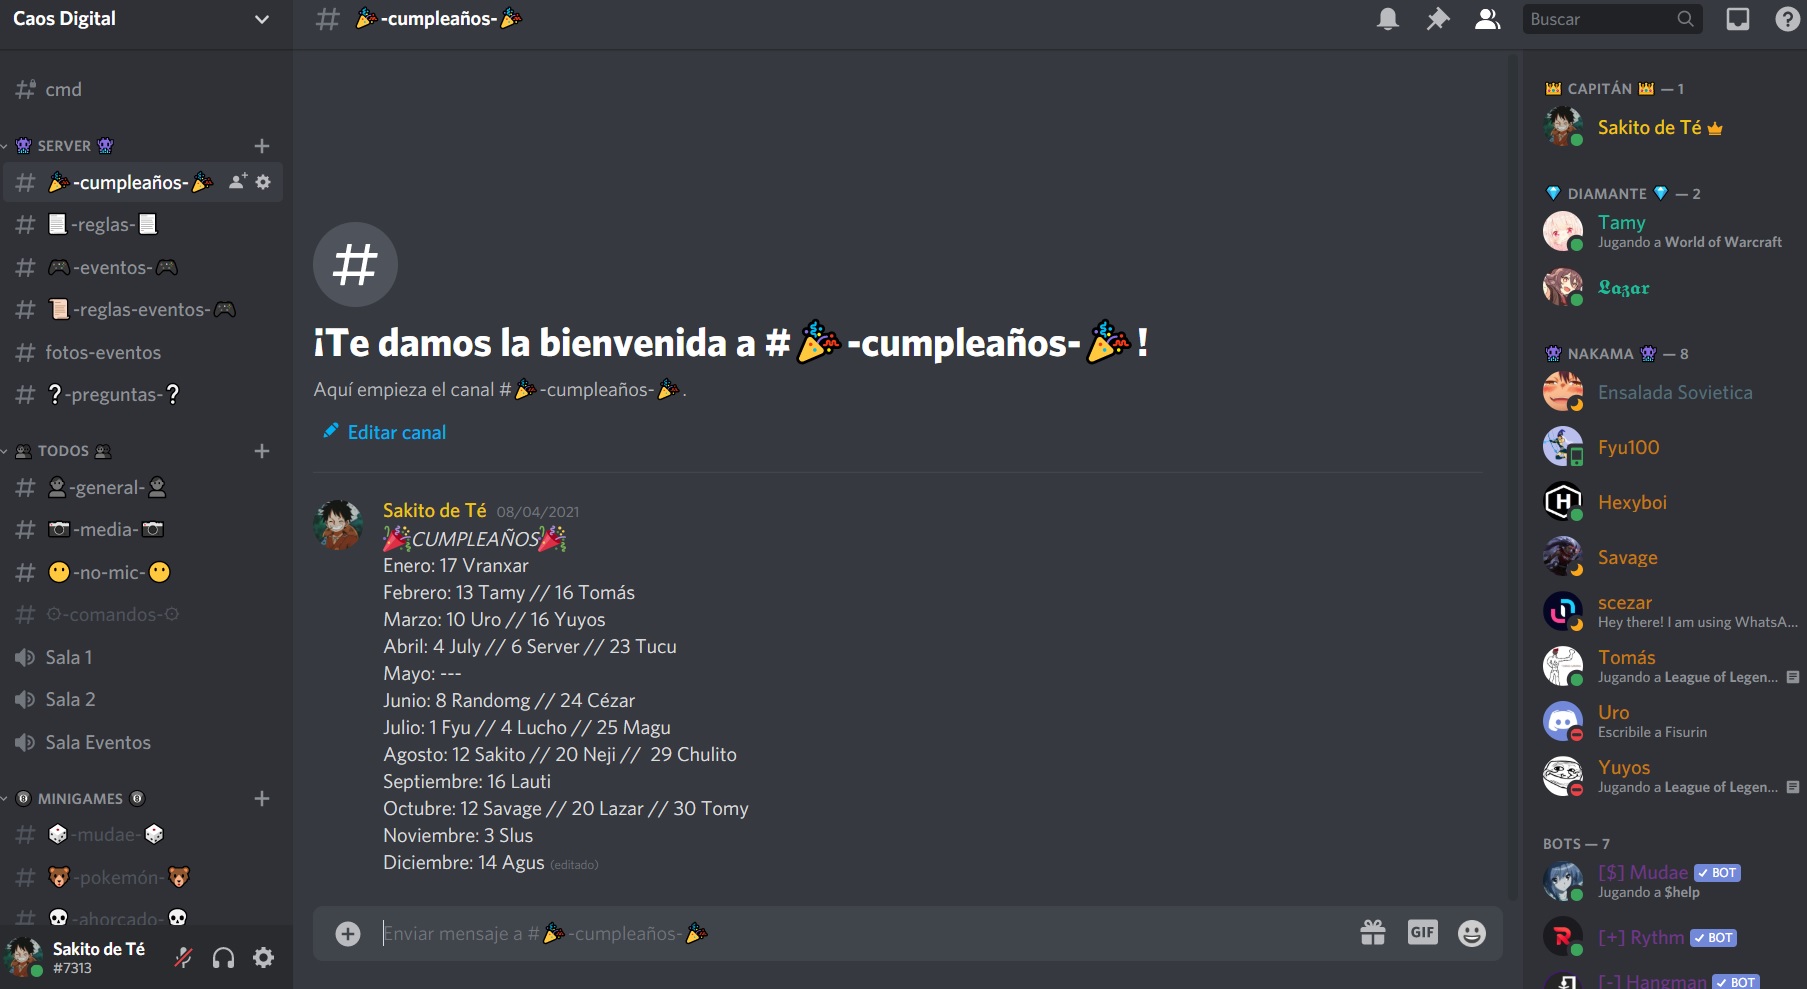 Caos Digital
cmd
SERVER
# -cumpleaños-
# -reglas-
# -eventos-
# -reglas-eventos-
# fotos-eventos
# ❓-preguntas-❓
TODOS
# -general-
# -media-
# -no-mic-
# -comandos-
Sala 1
Sala 2
Sala Eventos
MINIGAMES
# -mudae-
# -pokemón-
# -ahorcado-
Sakito de Té
#7313
# -cumpleaños-
Buscar
#
¡Te damos la bienvenida a #🎉-cumpleaños-🎉!
Aquí empieza el canal #🎉-cumpleaños-🎉.
Editar canal
Sakito de Té 08/04/2021
🎉CUMPLEAÑOS🎉
Enero: 17 Vranxar
Febrero: 13 Tamy // 16 Tomás
Marzo: 10 Uro // 16 Yuyos
Abril: 4 July // 6 Server // 23 Tucu
Mayo: ---
Junio: 8 Randomg // 24 Cézar
Julio: 1 Fyu // 4 Lucho // 25 Magu
Agosto: 12 Sakito // 20 Neji // 29 Chulito
Septiembre: 16 Lauti
Octubre: 12 Savage // 20 Lazar // 30 Tomy
Noviembre: 3 Slus
Diciembre: 14 Agus (editado)
Enviar mensaje a #🎉-cumpleaños-🎉
GIF
CAPITÁN — 1
Sakito de Té
DIAMANTE — 2
Tamy
Jugando a World of Warcraft
𝕷𝖆𝖟𝖆𝖗
NAKAMA — 8
Ensalada Sovietica
Fyu100
Hexyboi
Savage
scezar
Hey there! I am using WhatsA...
Tomás
Jugando a League of Legen...
Uro
Escribile a Fisurin
Yuyos
Jugando a League of Legen...
BOTS — 7
[$] Mudae ✓ BOT
Jugando a $help
[+] Rythm ✓ BOT
[-] Hangman ✓ BOT